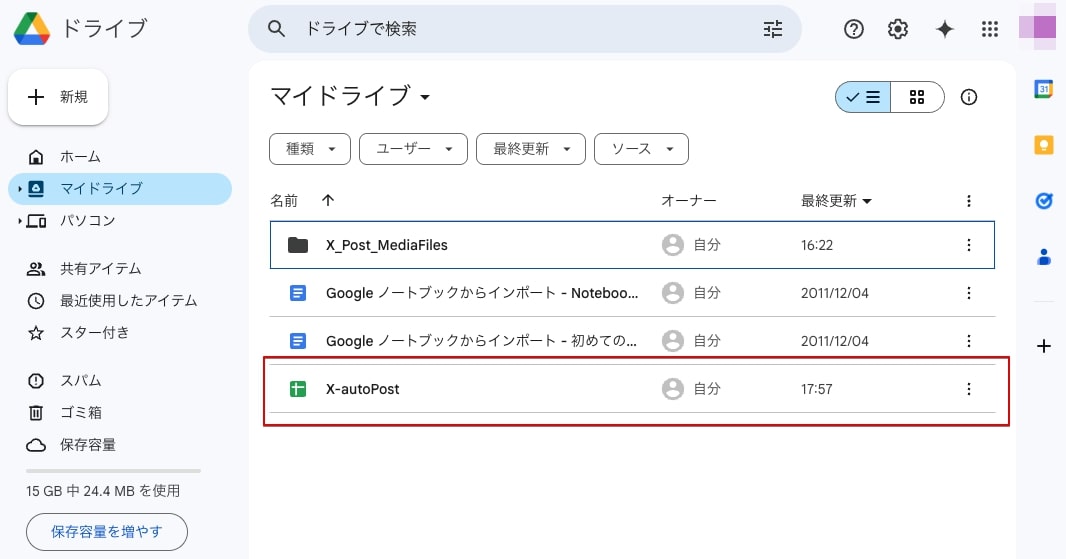 ドライブ
ドライブで検索
新規
ホーム
マイドライブ
パソコン
共有アイテム
最近使用したアイテム
スター付き
スパム
ゴミ箱
保存容量
15 GB 中 24.4 MB を使用
保存容量を増やす
マイドライブ
種類 ユーザー 最終更新 ソース
名前 オーナー 最終更新
X_Post_MediaFiles 自分 16:22
Google ノートブックからインポート - Noteboo... 自分 2011/12/04
Google ノートブックからインポート - 初めての... 自分 2011/12/04
X-autoPost 自分 17:57
31